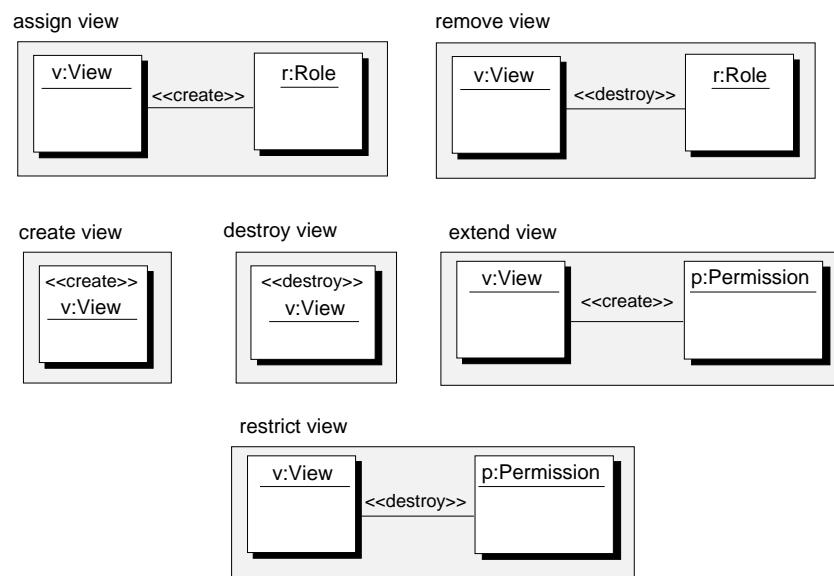 assign view
v:View
<<create>>
r:Role
remove view
v:View
<<destroy>>
r:Role
create view
<<create>>
v:View
destroy view
<<destroy>>
v:View
extend view
v:View
<<create>>
p:Permission
restrict view
v:View
<<destroy>>
p:Permission